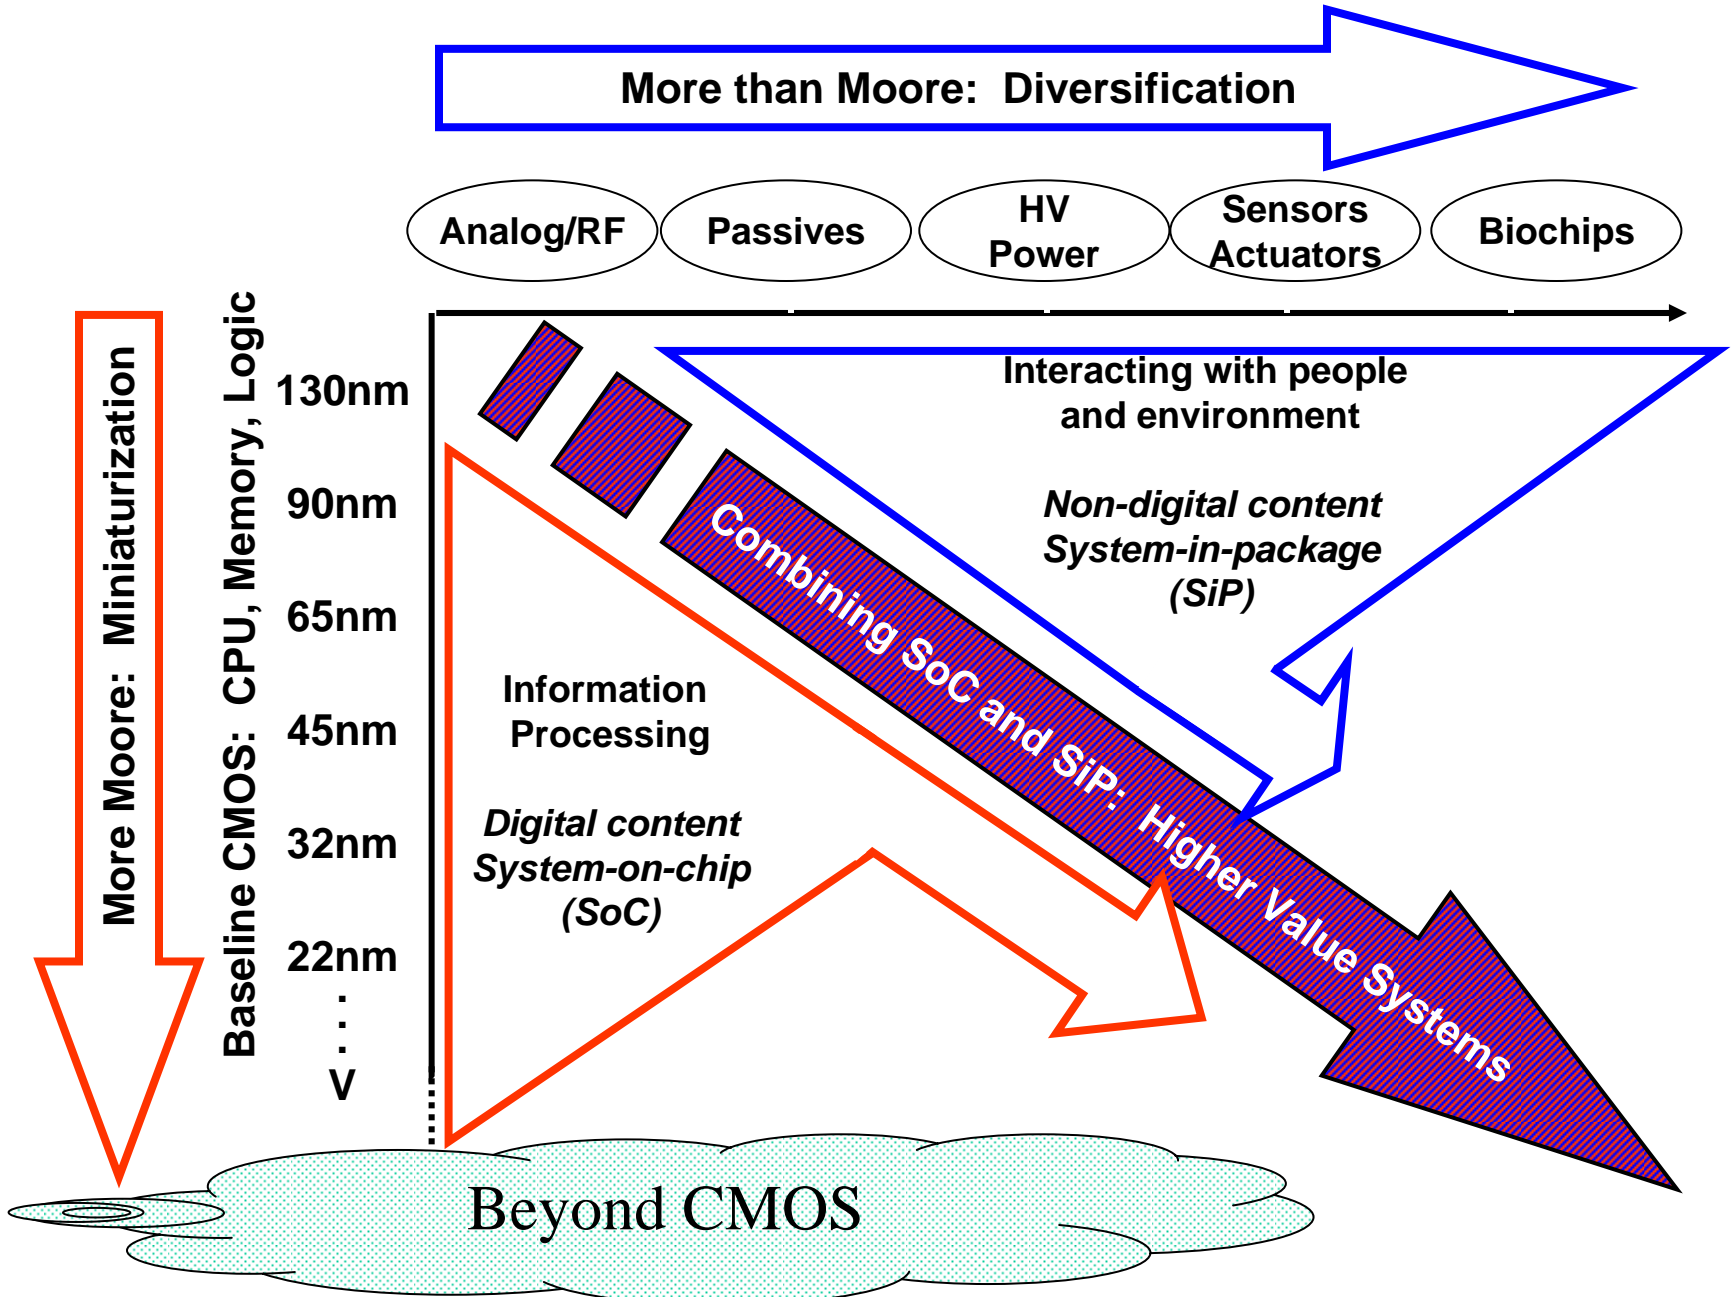 More than Moore:  Diversification
Analog/RF
Passives
HV
Power
Sensors
Actuators
Biochips
More Moore:  Miniaturization
Baseline CMOS:  CPU, Memory, Logic
130nm
90nm
65nm
45nm
32nm
22nm
.
.
.
V
Interacting with people
and environment
Non-digital content
System-in-package
(SiP)
Combining SoC and SiP:  Higher Value Systems
Information
Processing
Digital content
System-on-chip
(SoC)
Beyond CMOS